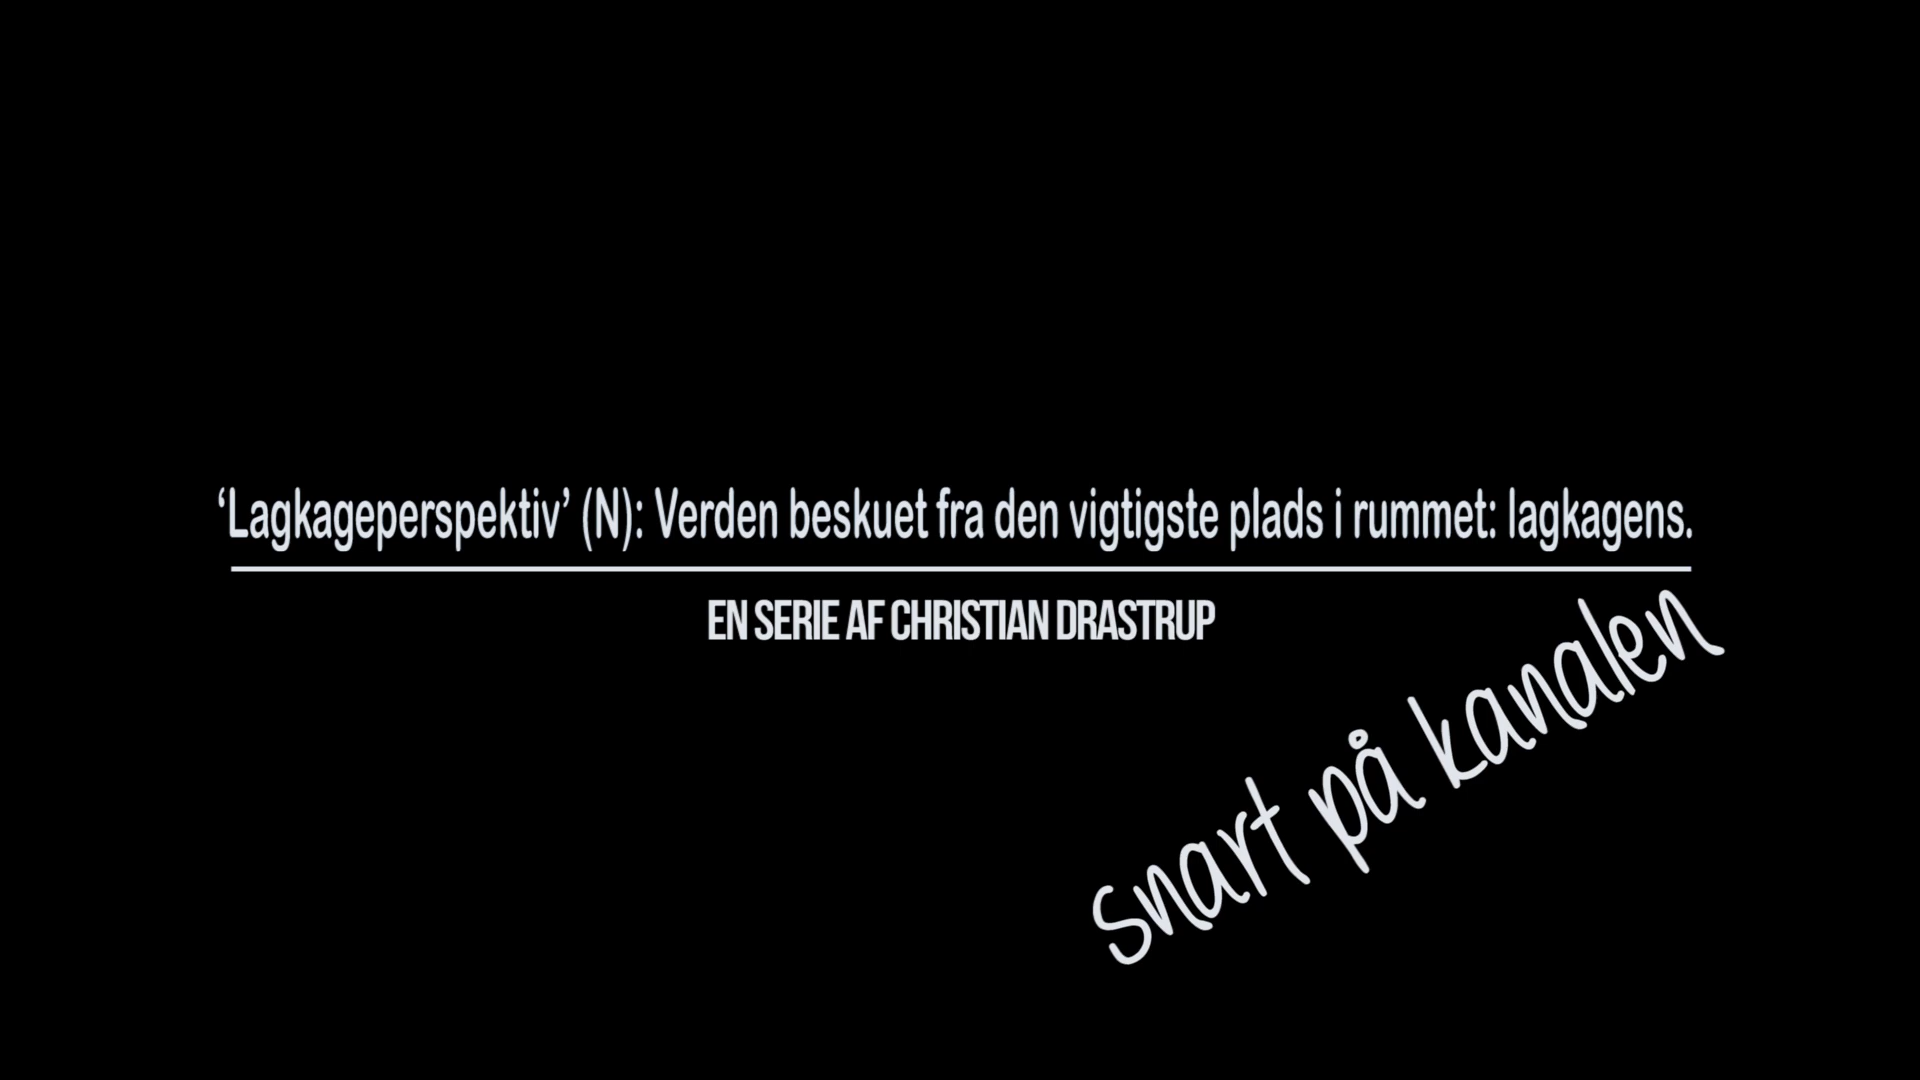 ‘Lagkageperspektiv’ (N): Verden beskuet fra den vigtigste plads i rummet: lagkagens.
EN SERIE AF CHRISTIAN DRASTRUP
snart på kanalen